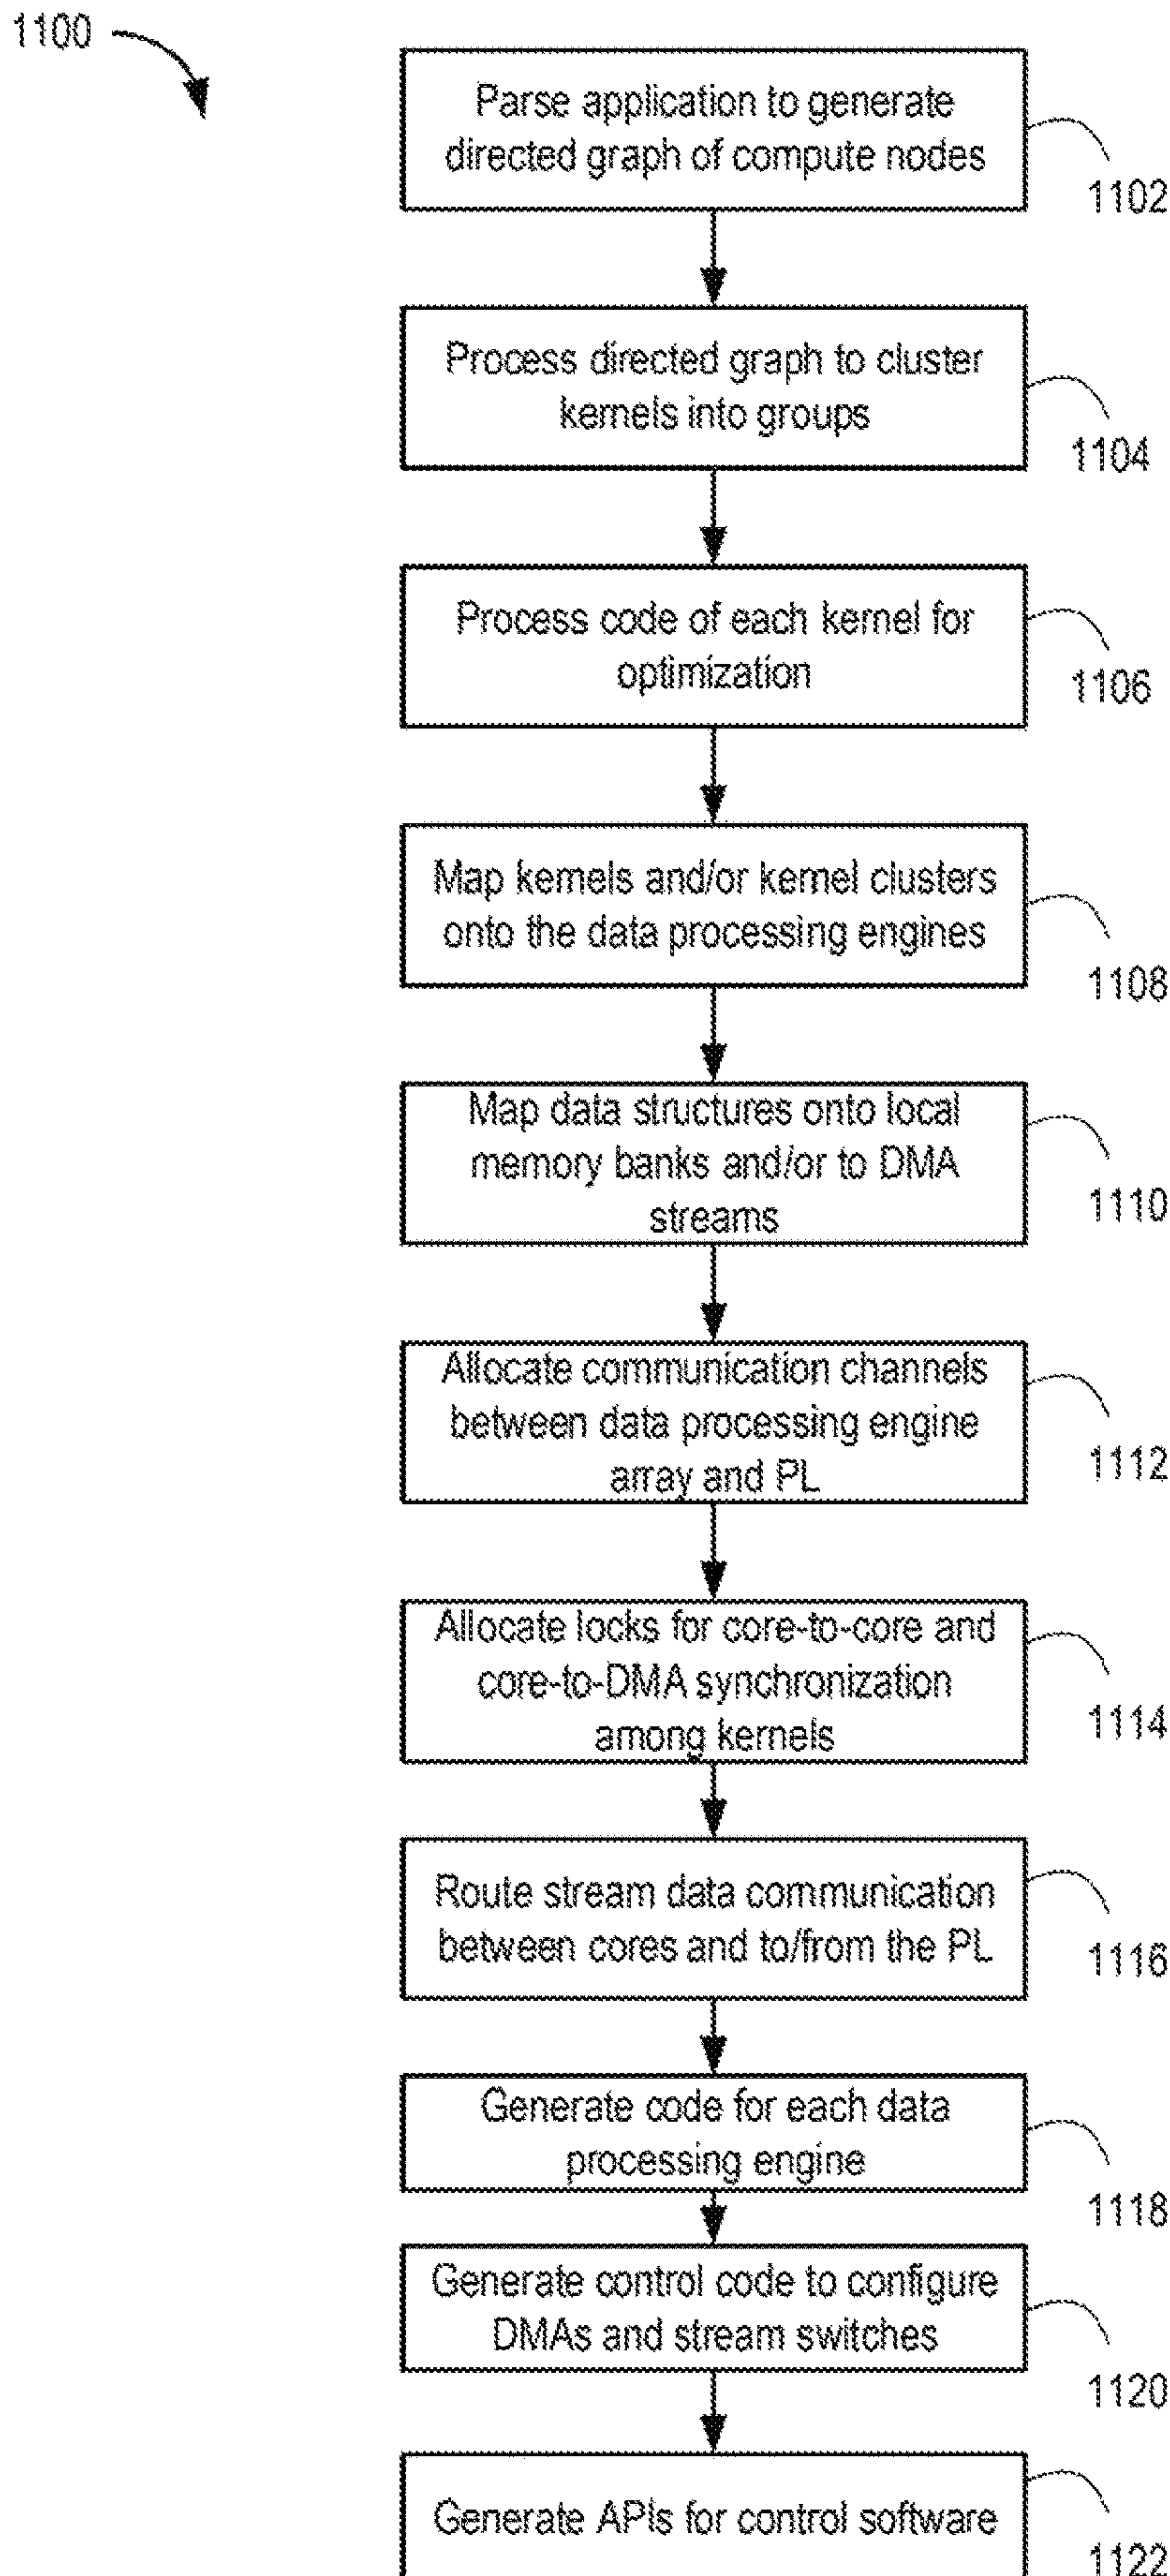 1100
Parse application to generate
directed graph of compute nodes
1102
Process directed graph to cluster
kernels into groups
1104
Process code of each kernel for
optimization
1106
Map kernels and/or kernel clusters
onto the data processing engines
1108
Map data structures onto local
memory banks and/or to DMA
streams
1110
Allocate communication channels
between data processing engine
array and PL
1112
Allocate locks for core-to-core and
core-to-DMA synchronization
among kernels
1114
Route stream data communication
between cores and to/from the PL
1116
Generate code for each data
processing engine
1118
Generate control code to configure
DMAs and stream switches
1120
Generate APIs for control software
1122